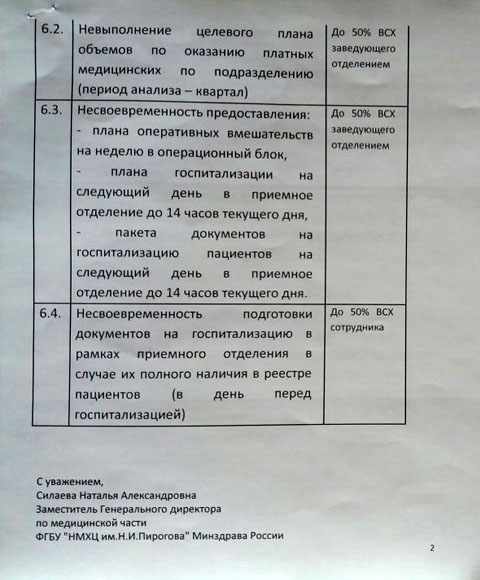 6.2. Невыполнение целевого плана До 50% ВСХ
объемов по оказанию платных заведующего
медицинских по подразделению отделением
(период анализа – квартал)
6.3. Несвоевременность предоставления: До 50% ВСХ
- плана оперативных вмешательств заведующего
на неделю в операционный блок, отделением
- плана госпитализации на
следующий день в приемное
отделение до 14 часов текущего дня,
- пакета документов на
госпитализацию пациентов на
следующий день в приемное
отделение до 14 часов текущего дня.
6.4. Несвоевременность подготовки До 50% ВСХ
документов на госпитализацию в сотрудника
рамках приемного отделения в
случае их полного наличия в реестре
пациентов (в день перед
госпитализацией)
С уважением,
Силаева Наталья Александровна
Заместитель Генерального директора
по медицинской части
ФГБУ "НМХЦ им.Н.И.Пирогова" Минздрава России
2